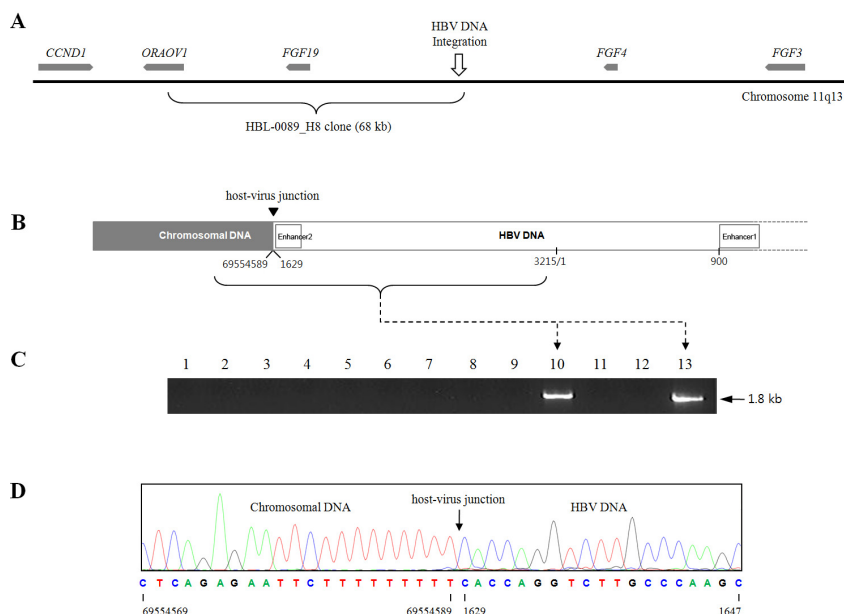 A
HBV DNA
Integration
CCND1 ORAOV1 FGF19 FGF4 FGF3
Chromosome 11q13
HBL-0089_H8 clone (68 kb)
host-virus junction
B
Chromosomal DNA Enhancer2 HBV DNA Enhancer1
69554589 1629 3215/1 900
C
1 2 3 4 5 6 7 8 9 10 11 12 13
1.8 kb
D
Chromosomal DNA host-virus junction HBV DNA
C T C A G A G A A T T C T T T T T T T T C A C C A G G T C T T G C C C A A G C
69554569 69554589 1629 1647